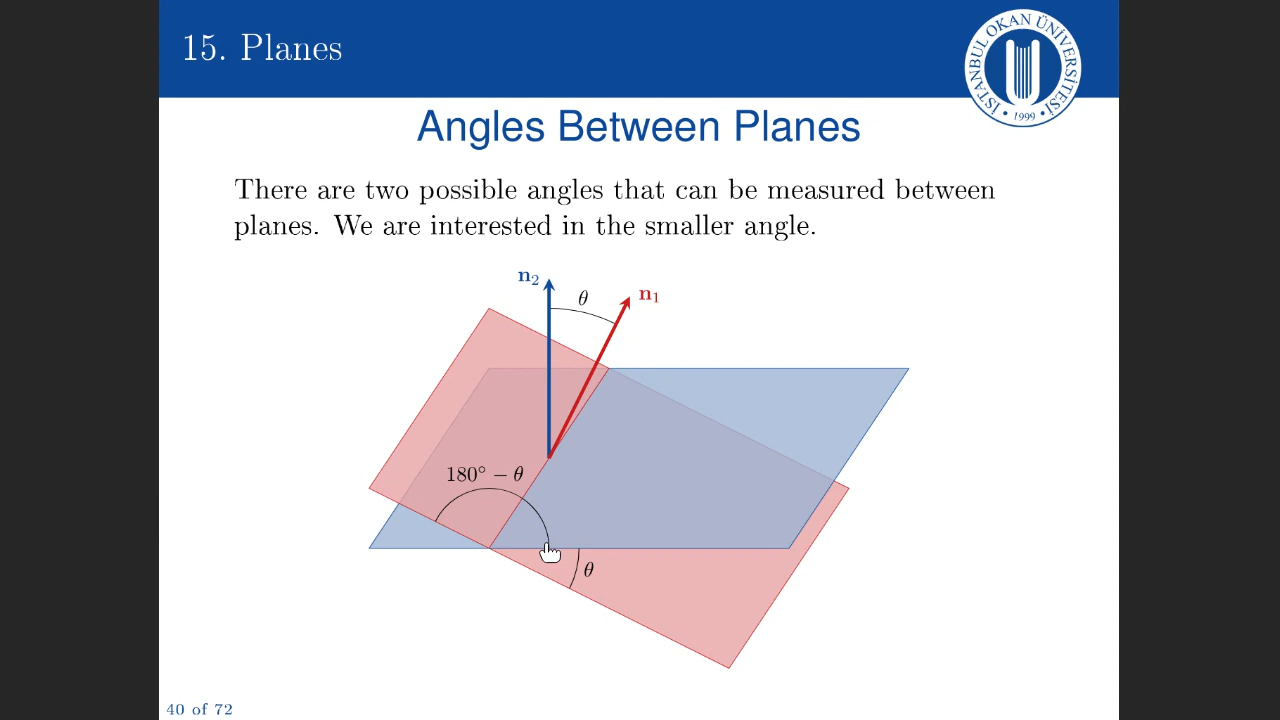 15. Planes
İSTANBUL OKAN ÜNİVERSİTESİ
• 1999 •
Angles Between Planes
There are two possible angles that can be measured between
planes. We are interested in the smaller angle.
n₂
θ
n₁
180° − θ
θ
40 of 72